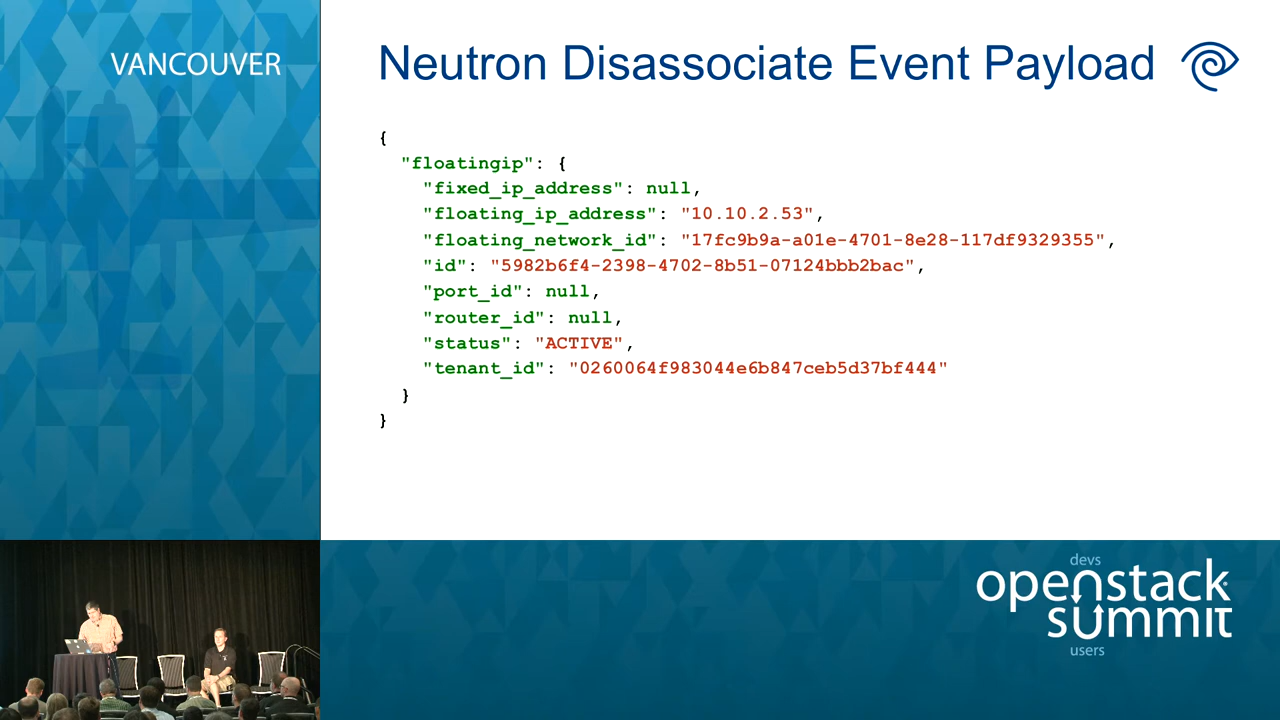 VANCOUVER
Neutron Disassociate Event Payload
{
"floatingip": {
"fixed_ip_address": null,
"floating_ip_address": "10.10.2.53",
"floating_network_id": "17fc9b9a-a01e-4701-8e28-117df9329355",
"id": "5982b6f4-2398-4702-8b51-07124bbb2bac",
"port_id": null,
"router_id": null,
"status": "ACTIVE",
"tenant_id": "0260064f983044e6b847ceb5d37bf444"
}
}
devs
openstack
summit
users